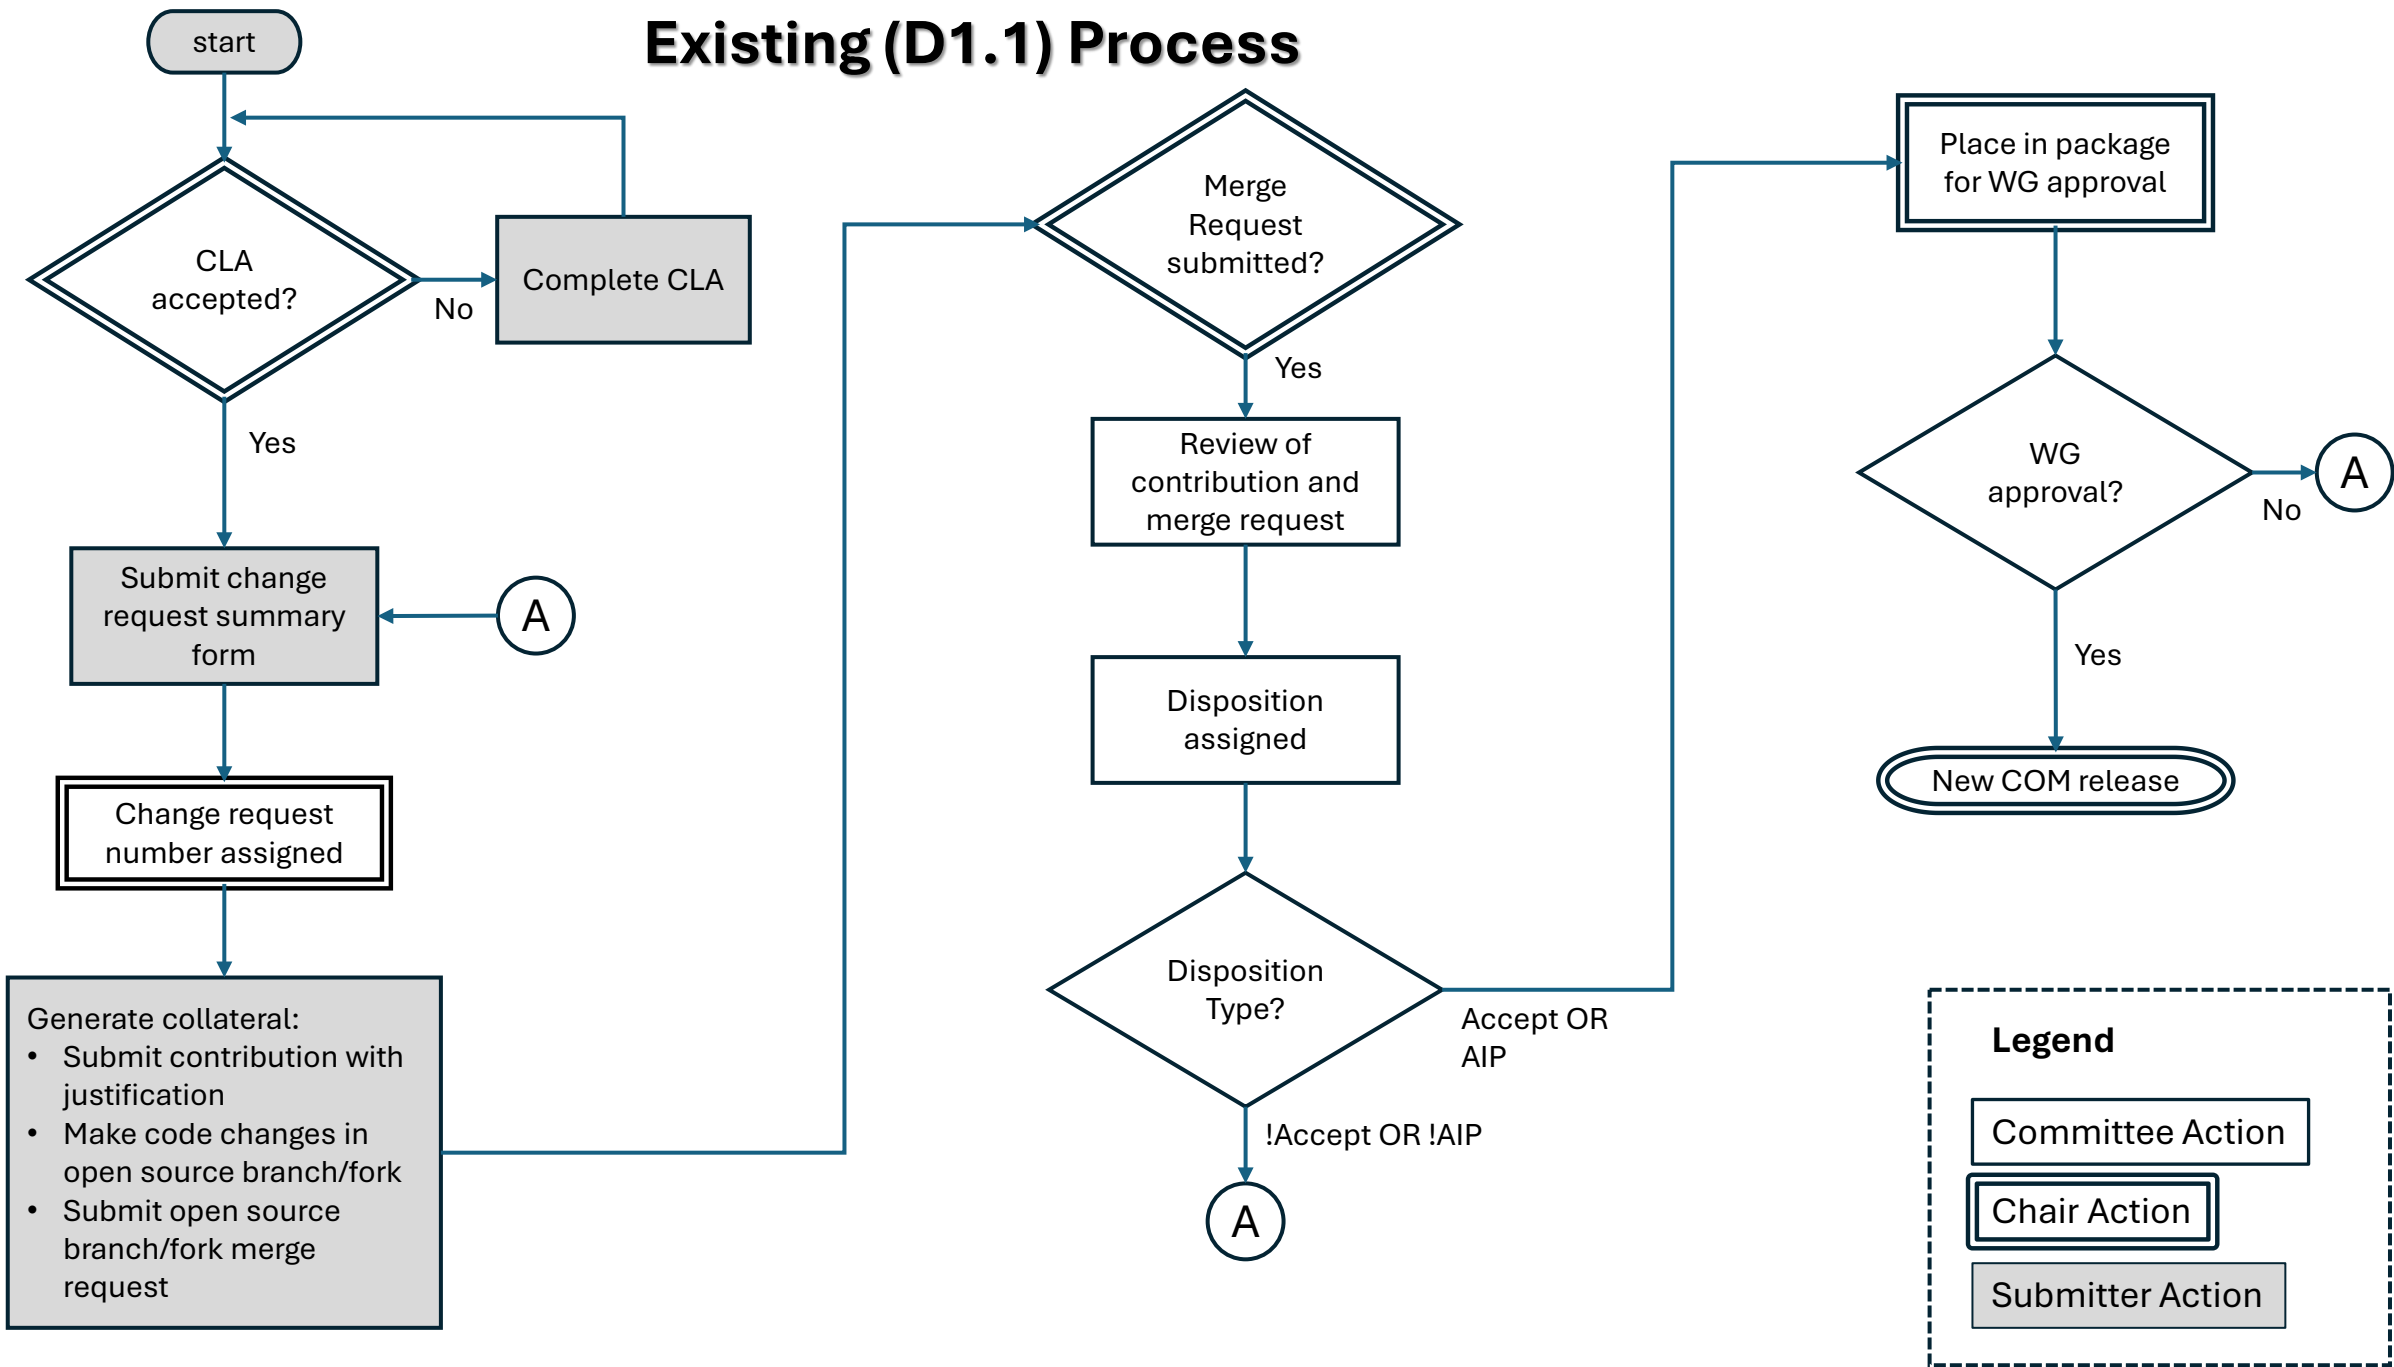 Existing (D1.1) Process
start
CLA
accepted?
No
Complete CLA
Yes
Submit change
request summary
form
A
Change request
number assigned
Generate collateral:
• Submit contribution with
justification
• Make code changes in
open source branch/fork
• Submit open source
branch/fork merge
request
Merge
Request
submitted?
Yes
Review of
contribution and
merge request
Disposition
assigned
Disposition
Type?
Accept OR
AIP
!Accept OR !AIP
A
Place in package
for WG approval
WG
approval?
No
A
Yes
New COM release
Legend
Committee Action
Chair Action
Submitter Action